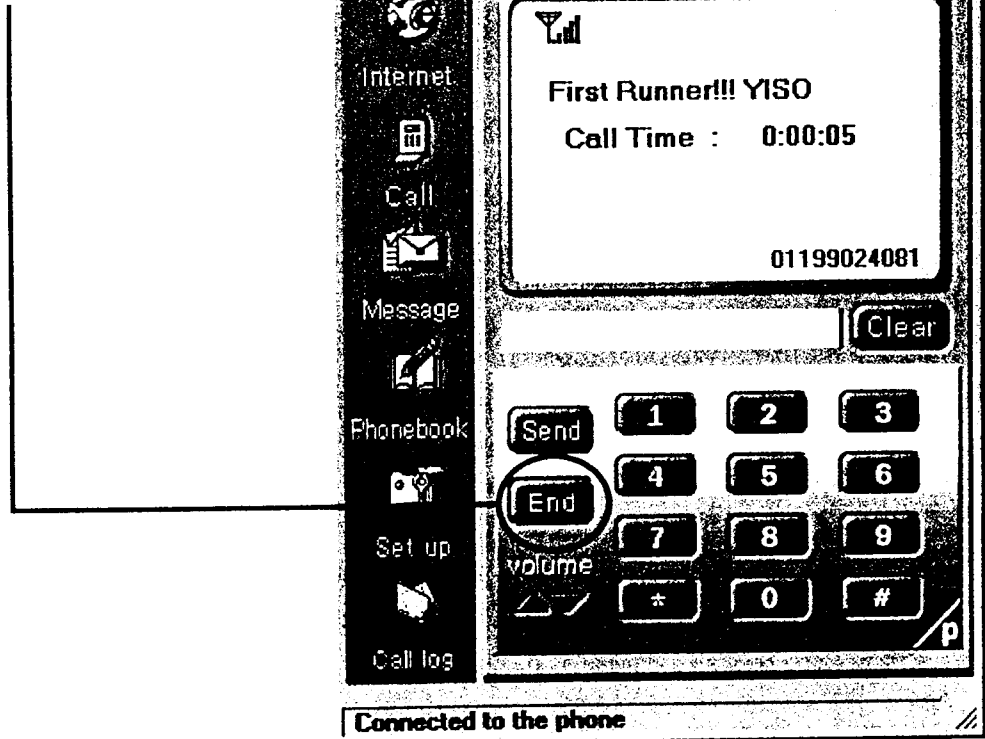 Internet
Call
Message
Phonebook
Set up
Call log
First Runner!!! YISO
Call Time : 0:00:05
01199024081
Clear
Send
1 2 3
End
4 5 6
volume
7 8 9
* 0 #
p
Connected to the phone